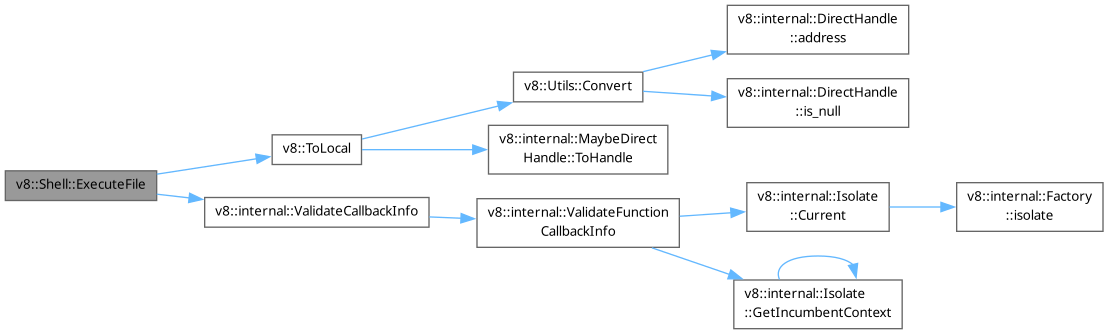 v8::internal::DirectHandle
::address
v8::Utils::Convert
v8::internal::DirectHandle
::is_null
v8::ToLocal
v8::internal::MaybeDirect
Handle::ToHandle
v8::Shell::ExecuteFile
v8::internal::ValidateCallbackInfo
v8::internal::ValidateFunction
CallbackInfo
v8::internal::Isolate
::Current
v8::internal::Factory
::isolate
v8::internal::Isolate
::GetIncumbentContext